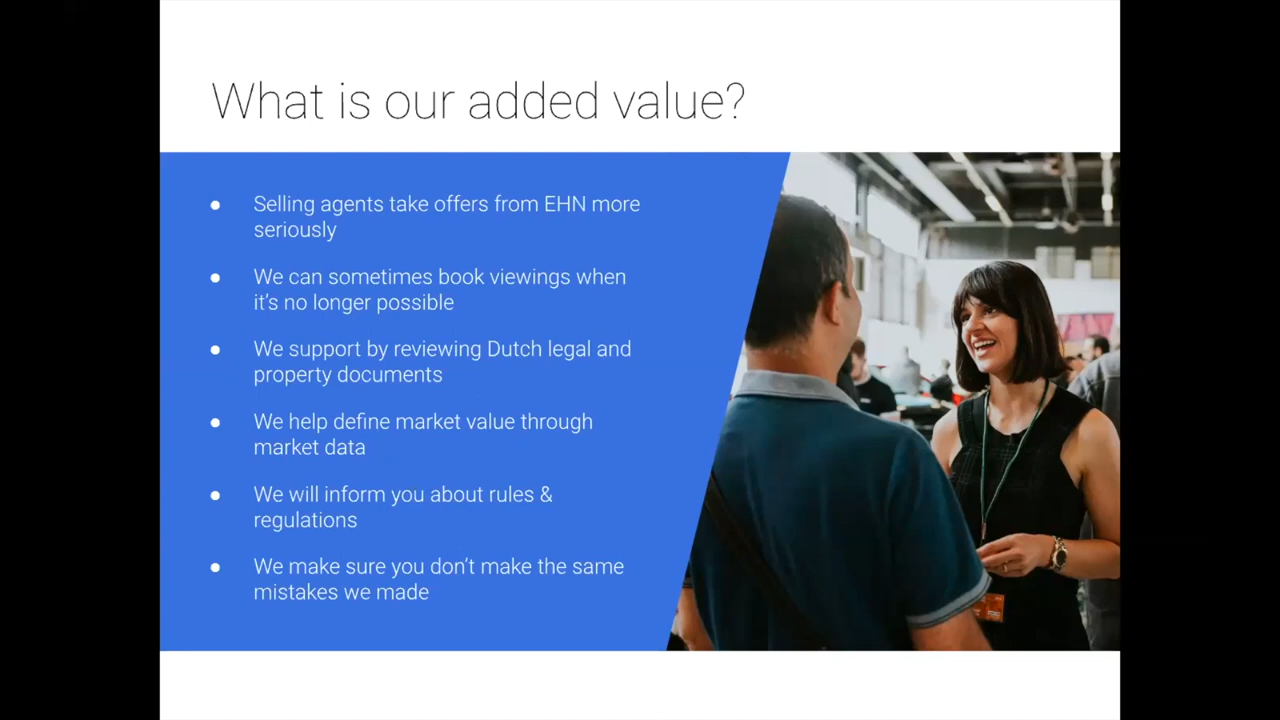 What is our added value?
● Selling agents take offers from EHN more
seriously
● We can sometimes book viewings when
it's no longer possible
● We support by reviewing Dutch legal and
property documents
● We help define market value through
market data
● We will inform you about rules &
regulations
● We make sure you don't make the same
mistakes we made